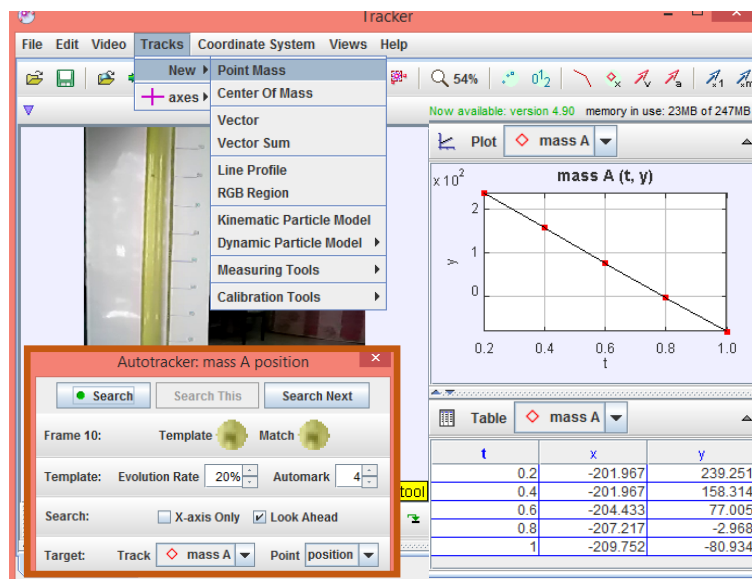 Tracker
File Edit Video Tracks Coordinate System Views Help
New Point Mass
54%
axes Center Of Mass
Vector
Vector Sum
Line Profile
RGB Region
Kinematic Particle Model
Dynamic Particle Model
Measuring Tools
Calibration Tools
Now available: version 4.90 memory in use: 23MB of 247MB
Plot mass A
x 10² mass A (t, y)
2
1
0
y
0.2 0.4 0.6 0.8 1.0
t
Autotracker: mass A position
Search Search This Search Next
Frame 10: Template Match
Template: Evolution Rate 20% Automark 4
tool
Search: X-axis Only Look Ahead
Target: Track mass A Point position
Table mass A
t x y
0.2 -201.967 239.251
0.4 -201.967 158.314
0.6 -204.433 77.005
0.8 -207.217 -2.968
1 -209.752 -80.934